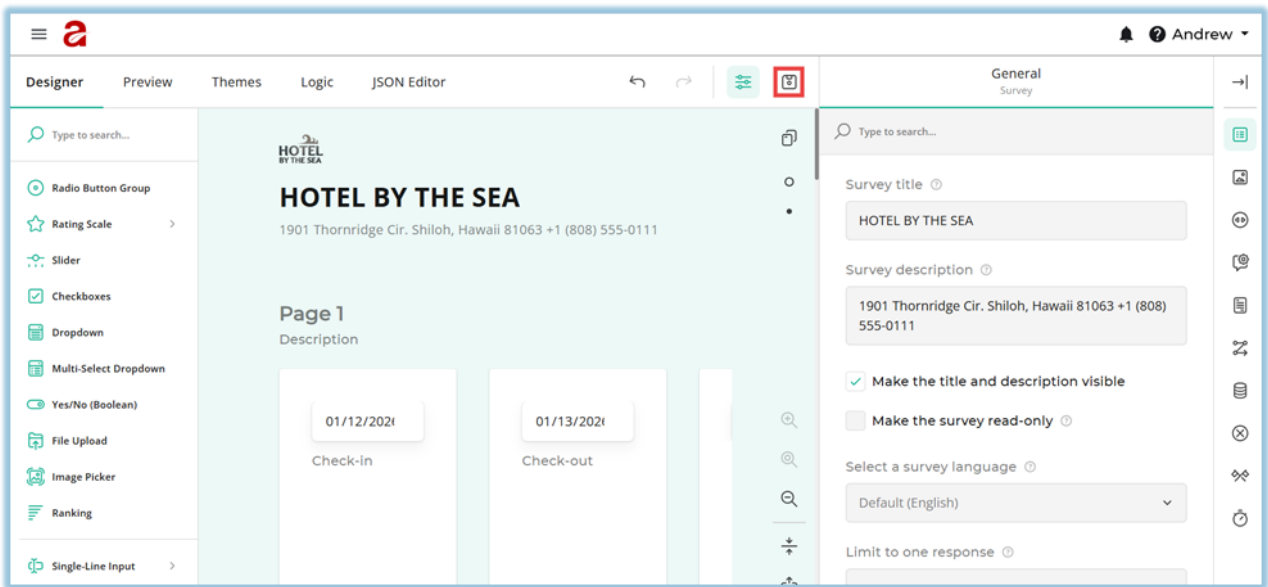 a
Andrew
Designer
Preview
Themes
Logic
JSON Editor
General
Survey
Type to search...
Radio Button Group
Rating Scale
Slider
Checkboxes
Dropdown
Multi-Select Dropdown
Yes/No (Boolean)
File Upload
Image Picker
Ranking
Single-Line Input
HOTEL
BY THE SEA
HOTEL BY THE SEA
1901 Thornridge Cir. Shiloh, Hawaii 81063 +1 (808) 555-0111
Page 1
Description
01/12/2026
Check-in
01/13/2026
Check-out
Type to search...
Survey title
HOTEL BY THE SEA
Survey description
1901 Thornridge Cir. Shiloh, Hawaii 81063 +1 (808)
555-0111
Make the title and description visible
Make the survey read-only
Select a survey language
Default (English)
Limit to one response